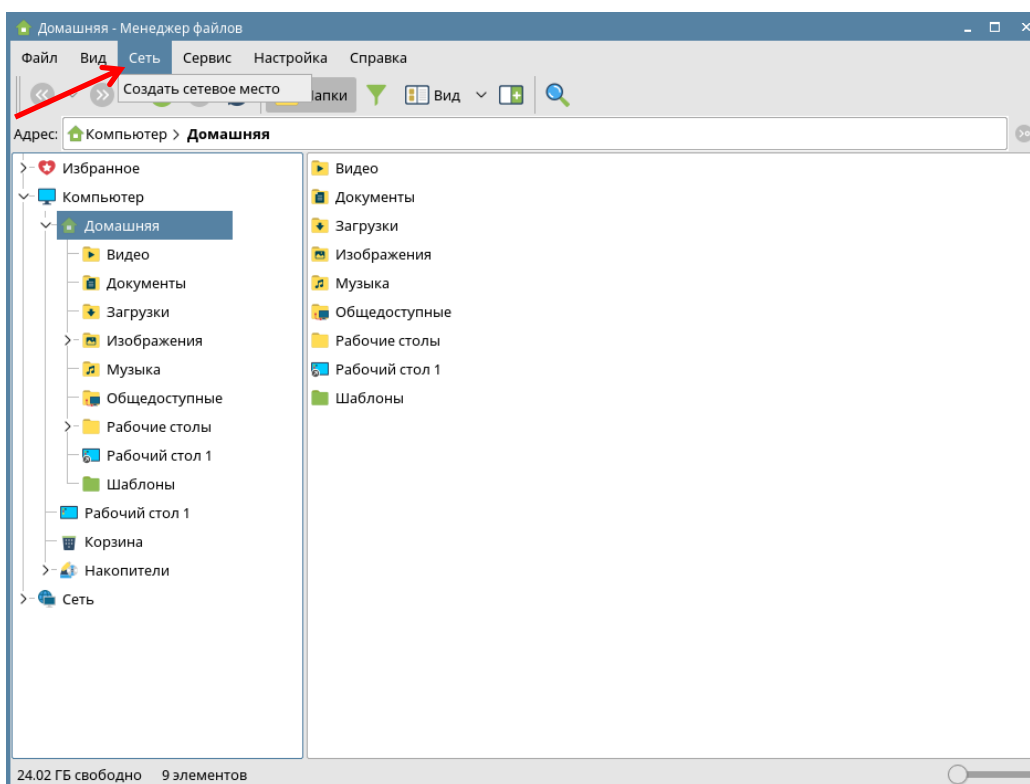 Домашняя - Менеджер файлов
Файл Вид Сеть Сервис Настройка Справка
Создать сетевое место
Вид
Адрес: Компьютер > Домашняя
Избранное
Компьютер
Домашняя
Видео
Документы
Загрузки
Изображения
Музыка
Общедоступные
Рабочие столы
Рабочий стол 1
Шаблоны
Рабочий стол 1
Корзина
Накопители
Сеть
Видео
Документы
Загрузки
Изображения
Музыка
Общедоступные
Рабочие столы
Рабочий стол 1
Шаблоны
24.02 ГБ свободно 9 элементов